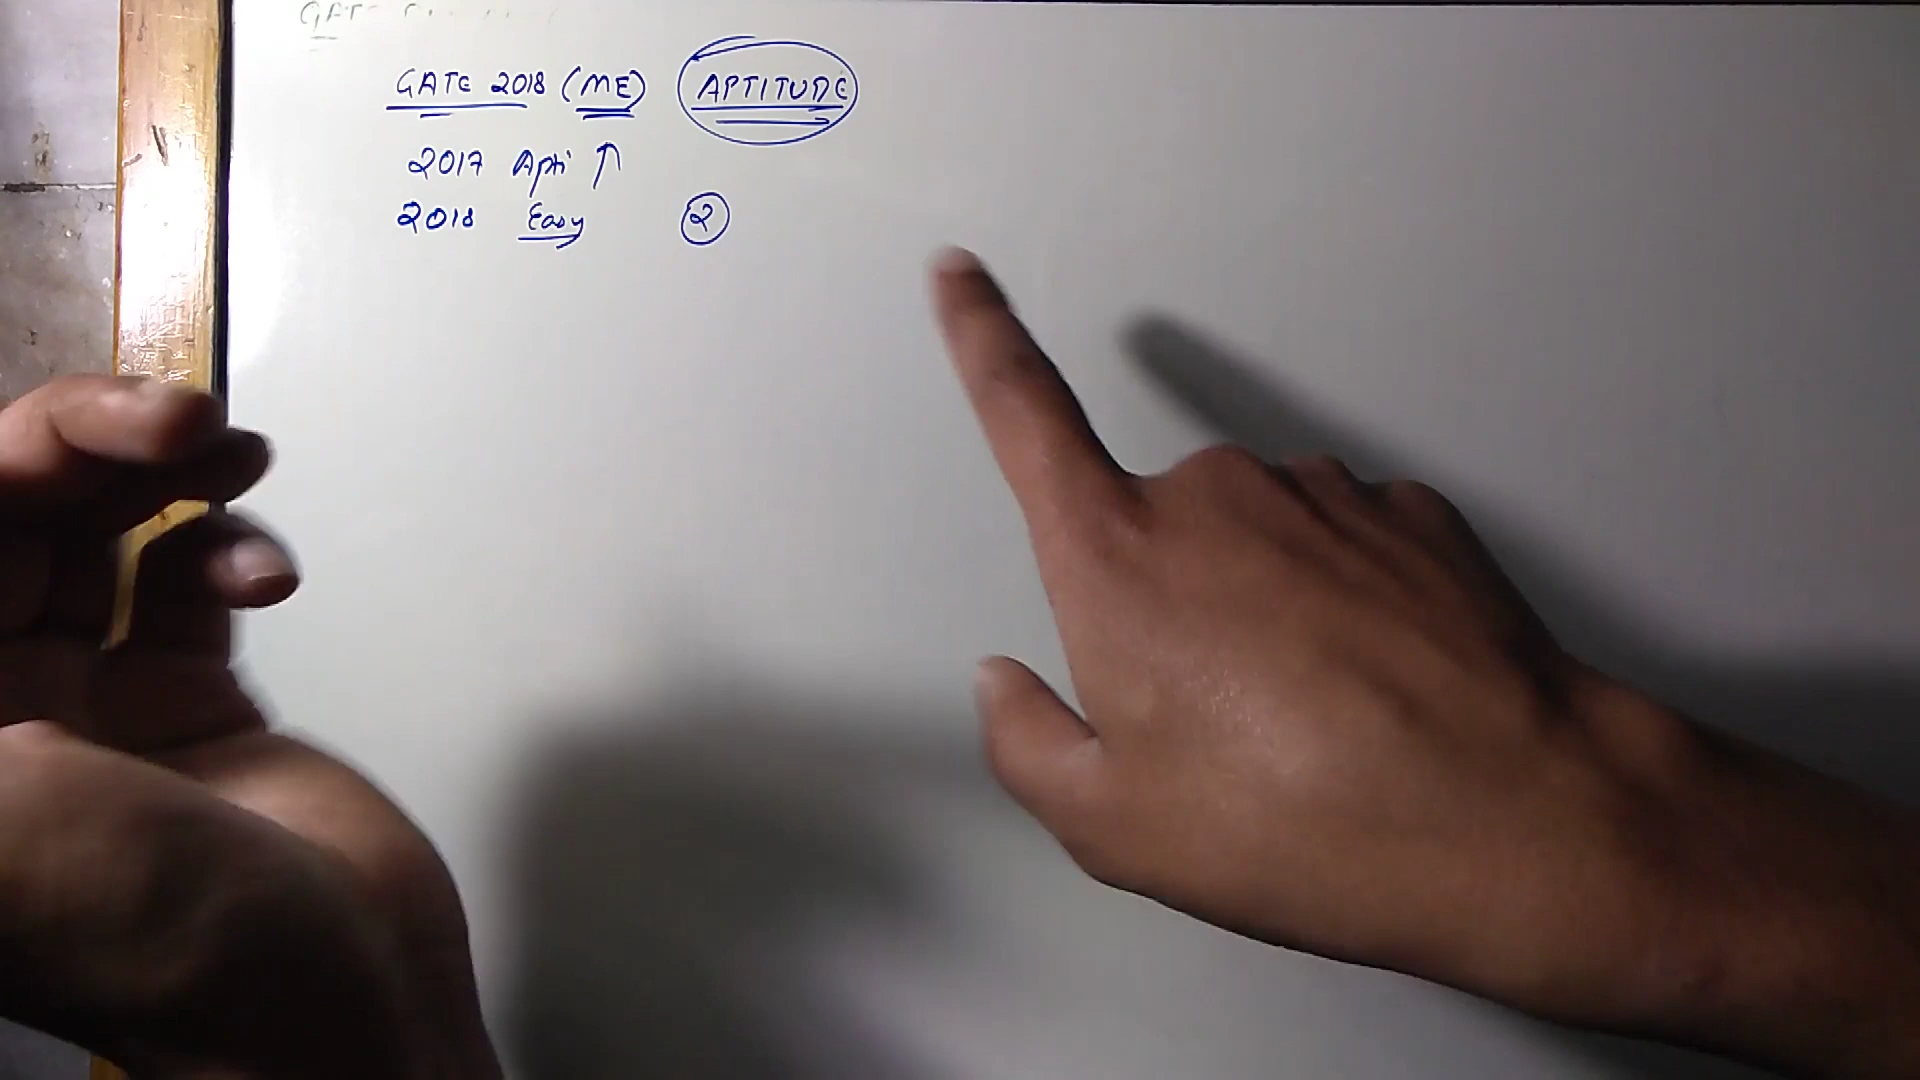 GATE 2018 (ME) APTITUDE
2017 Apti ↑
2018 Easy 2